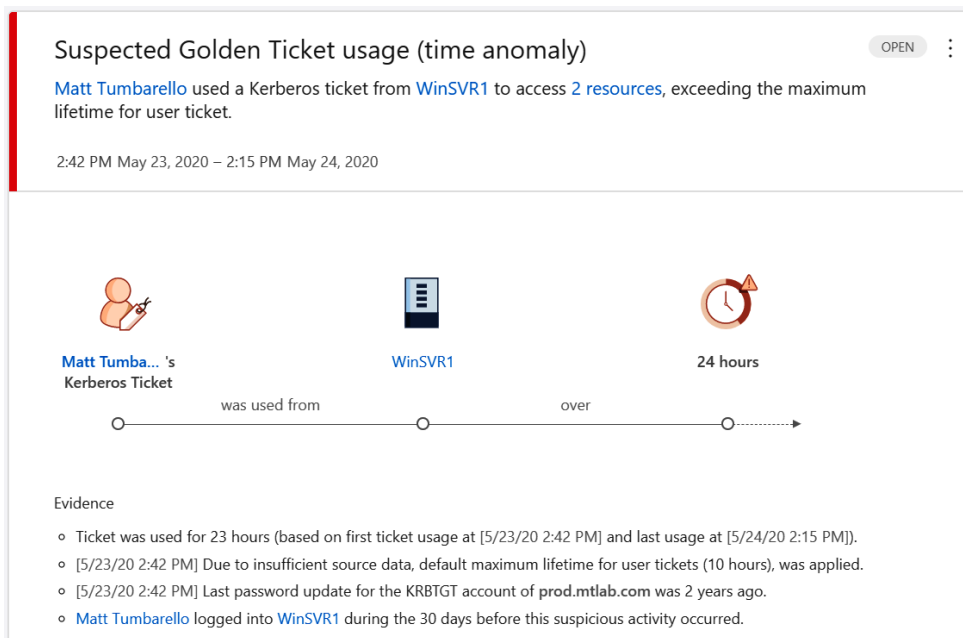 Suspected Golden Ticket usage (time anomaly)
OPEN
Matt Tumbarello used a Kerberos ticket from WinSVR1 to access 2 resources, exceeding the maximum
lifetime for user ticket.
2:42 PM May 23, 2020 – 2:15 PM May 24, 2020
Matt Tumba... 's
Kerberos Ticket
WinSVR1
24 hours
was used from
over
Evidence
Ticket was used for 23 hours (based on first ticket usage at [5/23/20 2:42 PM] and last usage at [5/24/20 2:15 PM]).
[5/23/20 2:42 PM] Due to insufficient source data, default maximum lifetime for user tickets (10 hours), was applied.
[5/23/20 2:42 PM] Last password update for the KRBTGT account of prod.mtlab.com was 2 years ago.
Matt Tumbarello logged into WinSVR1 during the 30 days before this suspicious activity occurred.